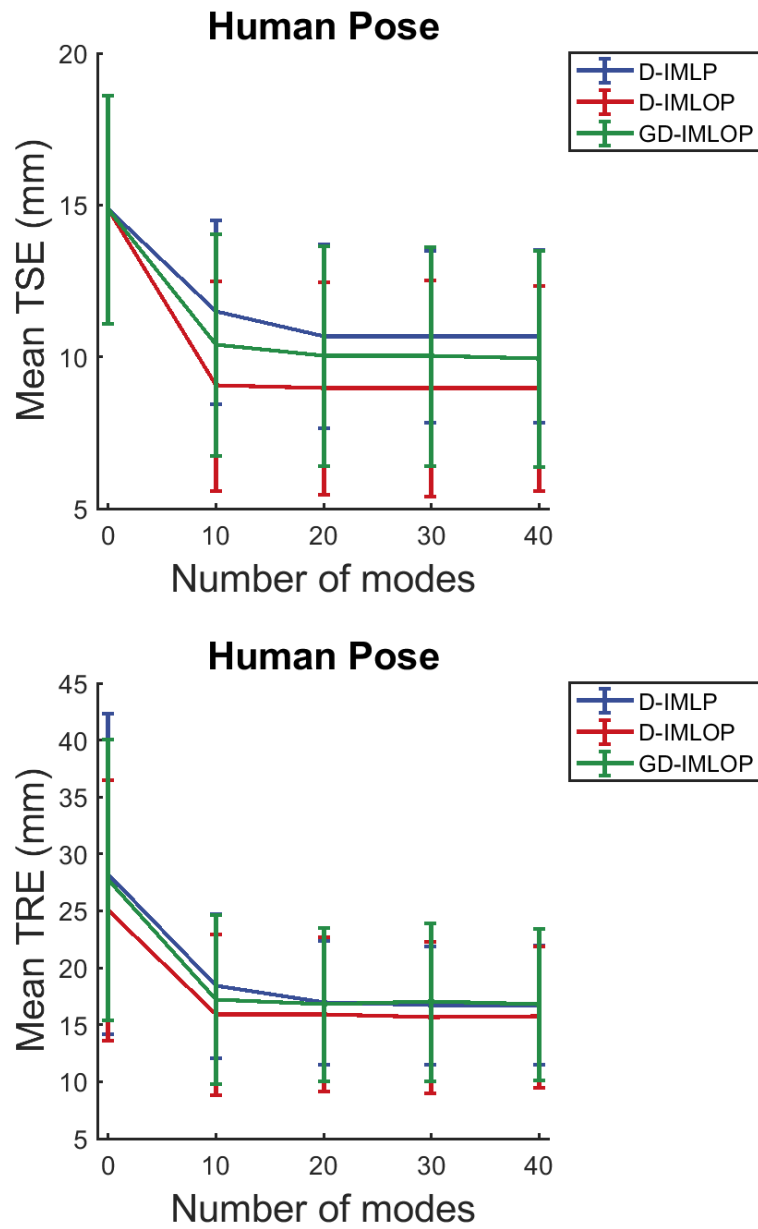 Human Pose
20
15
10
5
Mean TSE (mm)
0 10 20 30 40
Number of modes
D-IMLP
D-IMLOP
GD-IMLOP
Human Pose
45
40
35
30
25
20
15
10
5
Mean TRE (mm)
0 10 20 30 40
Number of modes
D-IMLP
D-IMLOP
GD-IMLOP